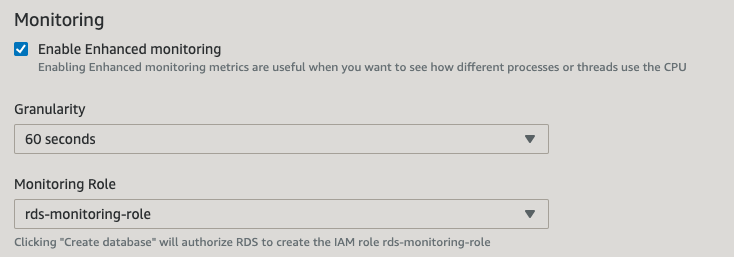 Monitoring
Enable Enhanced monitoring
Enabling Enhanced monitoring metrics are useful when you want to see how different processes or threads use the CPU
Granularity
60 seconds
Monitoring Role
rds-monitoring-role
Clicking "Create database" will authorize RDS to create the IAM role rds-monitoring-role